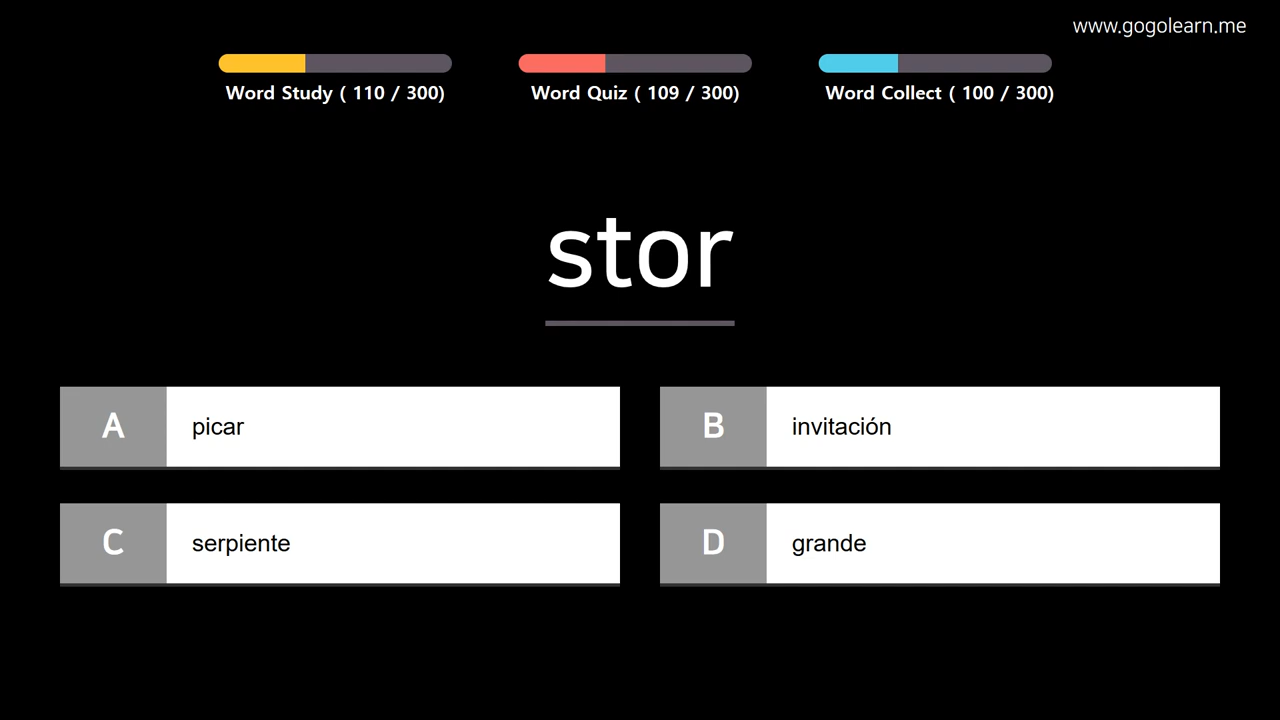 www.gogolearn.me
Word Study ( 110 / 300)
Word Quiz ( 109 / 300)
Word Collect ( 100 / 300)
stor
A picar
B invitación
C serpiente
D grande